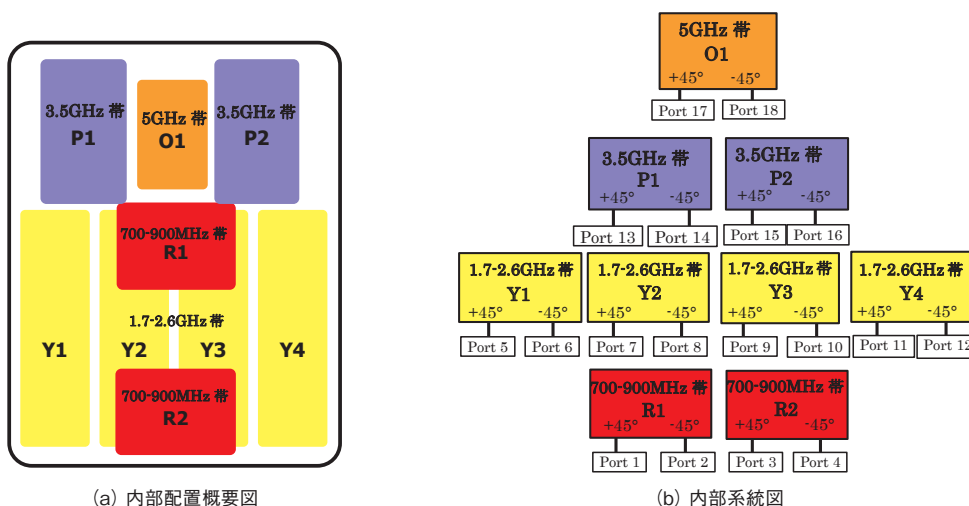 3.5GHz 帯
P1
5GHz 帯
O1
3.5GHz 帯
P2
700-900MHz 帯
R1
1.7-2.6GHz 帯
Y1
Y2
Y3
Y4
700-900MHz 帯
R2
(a) 内部配置概要図
5GHz 帯
O1
+45° -45°
Port 17 Port 18
3.5GHz 帯
P1
+45° -45°
Port 13 Port 14
3.5GHz 帯
P2
+45° -45°
Port 15 Port 16
1.7-2.6GHz 帯
Y1
+45° -45°
Port 5 Port 6
1.7-2.6GHz 帯
Y2
+45° -45°
Port 7 Port 8
1.7-2.6GHz 帯
Y3
+45° -45°
Port 9 Port 10
1.7-2.6GHz 帯
Y4
+45° -45°
Port 11 Port 12
700-900MHz 帯
R1
+45° -45°
Port 1 Port 2
700-900MHz 帯
R2
+45° -45°
Port 3 Port 4
(b) 内部系統図